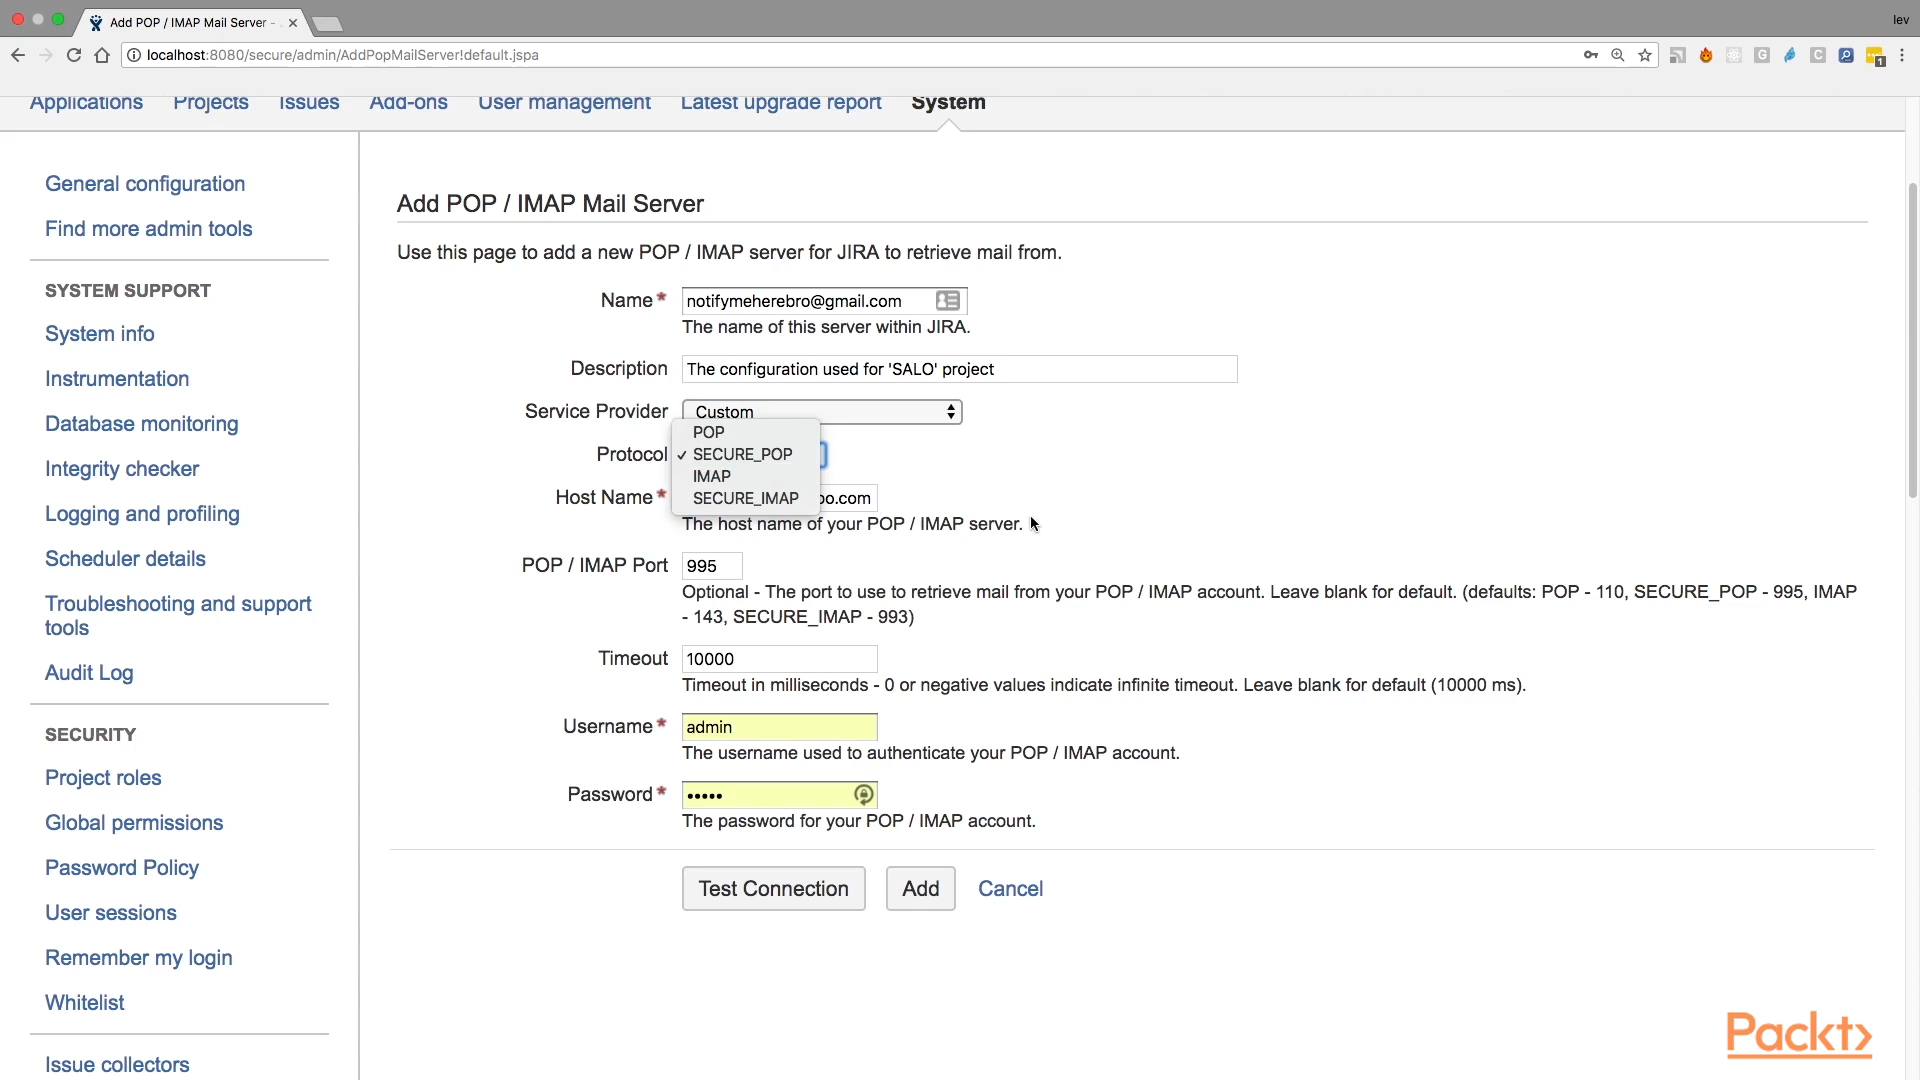 Add POP / IMAP Mail Server -
lev
localhost:8080/secure/admin/AddPopMailServer!default.jspa
G
C
1
Applications Projects Issues Add-ons User management Latest upgrade report System
General configuration
Find more admin tools
SYSTEM SUPPORT
System info
Instrumentation
Database monitoring
Integrity checker
Logging and profiling
Scheduler details
Troubleshooting and support
tools
Audit Log
SECURITY
Project roles
Global permissions
Password Policy
User sessions
Remember my login
Whitelist
Issue collectors
Add POP / IMAP Mail Server
Use this page to add a new POP / IMAP server for JIRA to retrieve mail from.
Name* notifymeherebro@gmail.com
The name of this server within JIRA.
Description The configuration used for 'SALO' project
Service Provider Custom
POP
Protocol ✓ SECURE_POP
IMAP
Host Name* SECURE_IMAP oo.com
The host name of your POP / IMAP server.
POP / IMAP Port 995
Optional - The port to use to retrieve mail from your POP / IMAP account. Leave blank for default. (defaults: POP - 110, SECURE_POP - 995, IMAP
- 143, SECURE_IMAP - 993)
Timeout 10000
Timeout in milliseconds - 0 or negative values indicate infinite timeout. Leave blank for default (10000 ms).
Username* admin
The username used to authenticate your POP / IMAP account.
Password* •••••
The password for your POP / IMAP account.
Test Connection Add Cancel
Packt>